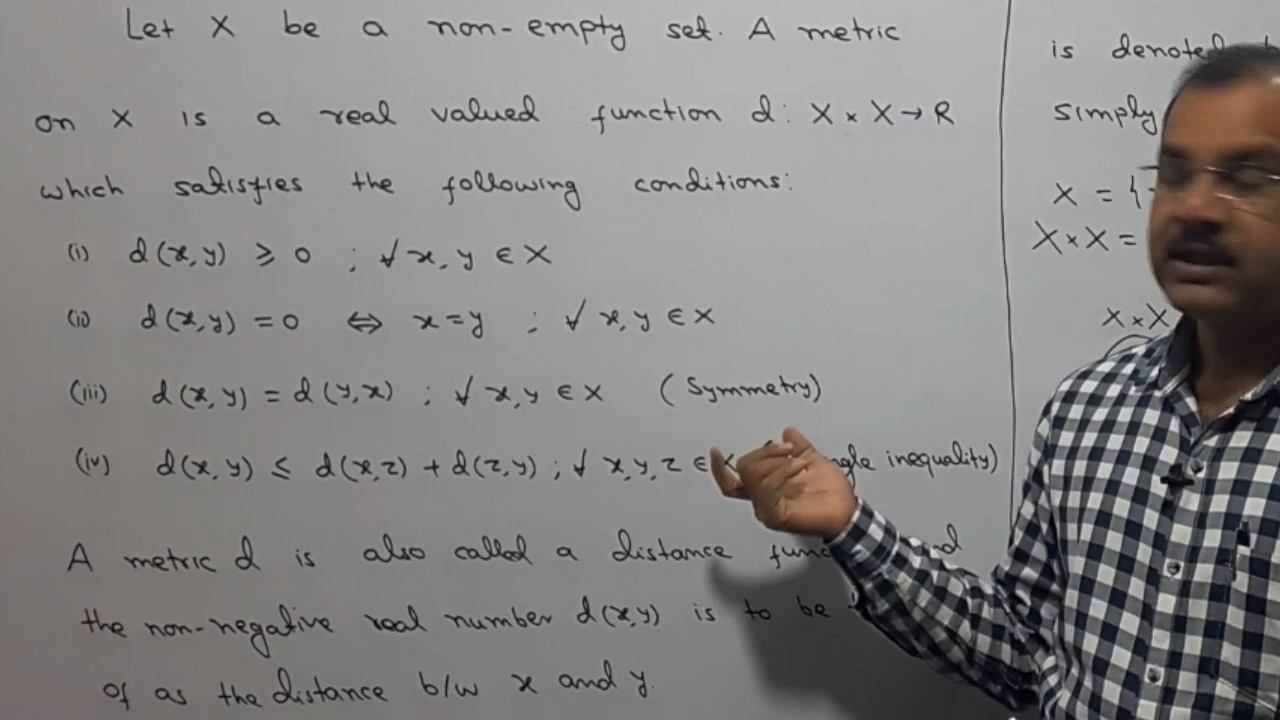 Let X be a non-empty set. A metric
on X is a real valued function d: X × X → R
which satisfies the following conditions:
(i) d(x,y) ≥ 0 ; ∀ x, y ∈ X
(ii) d(x,y) = 0 ⇔ x = y ; ∀ x, y ∈ X
(iii) d(x,y) = d(y,x) ; ∀ x, y ∈ X (Symmetry)
(iv) d(x,y) ≤ d(x,z) + d(z,y) ; ∀ x, y, z ∈ X inequality)
A metric d is also called a distance
the non-negative real number d(x,y) is to be
of as the distance b/w x and y.
is denoted
simply
X = {
X × X =
X × X